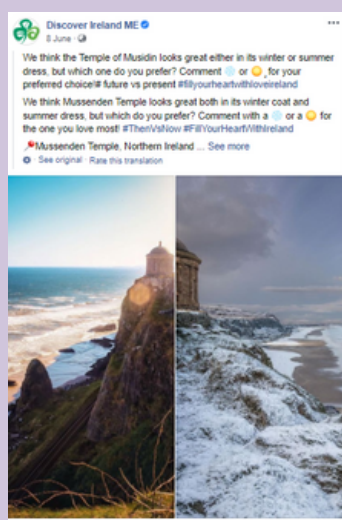 Discover Ireland ME
8 June ·
We think the Temple of Musidin looks great either in its winter or summer
dress, but which one do you prefer? Comment ❄️ or 🌞 , for your
preferred choice!# future vs present #fillyourheartwithloveireland
We think Mussenden Temple looks great both in its winter coat and
summer dress, but which do you prefer? Comment with a ❄️ or a 🌞 for
the one you love most! #ThenVsNow #FillYourHeartWithIreland
📍Mussenden Temple, Northern Ireland ... See more
· See original · Rate this translation